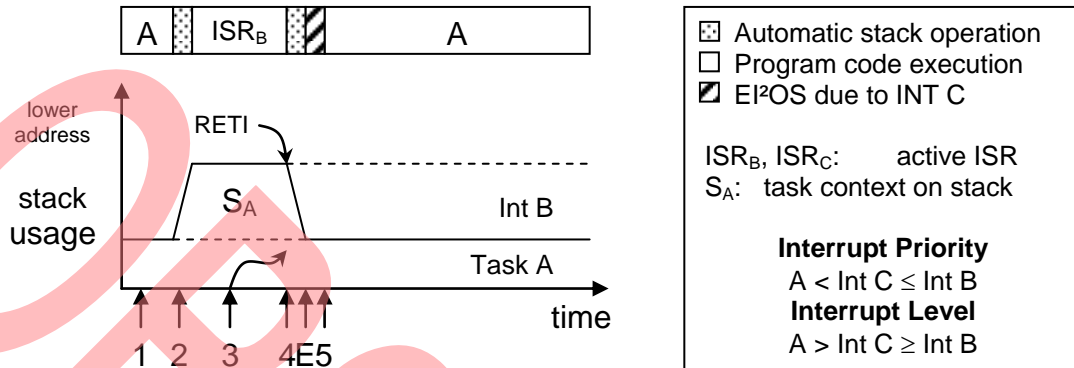 A
ISR_B
A
lower
address
RETI
stack
usage
S_A
Int B
Task A
time
1 2 3 4E5
Automatic stack operation
Program code execution
EI²OS due to INT C
ISR_B, ISR_C: active ISR
S_A: task context on stack
Interrupt Priority
A < Int C ≤ Int B
Interrupt Level
A > Int C ≥ Int B